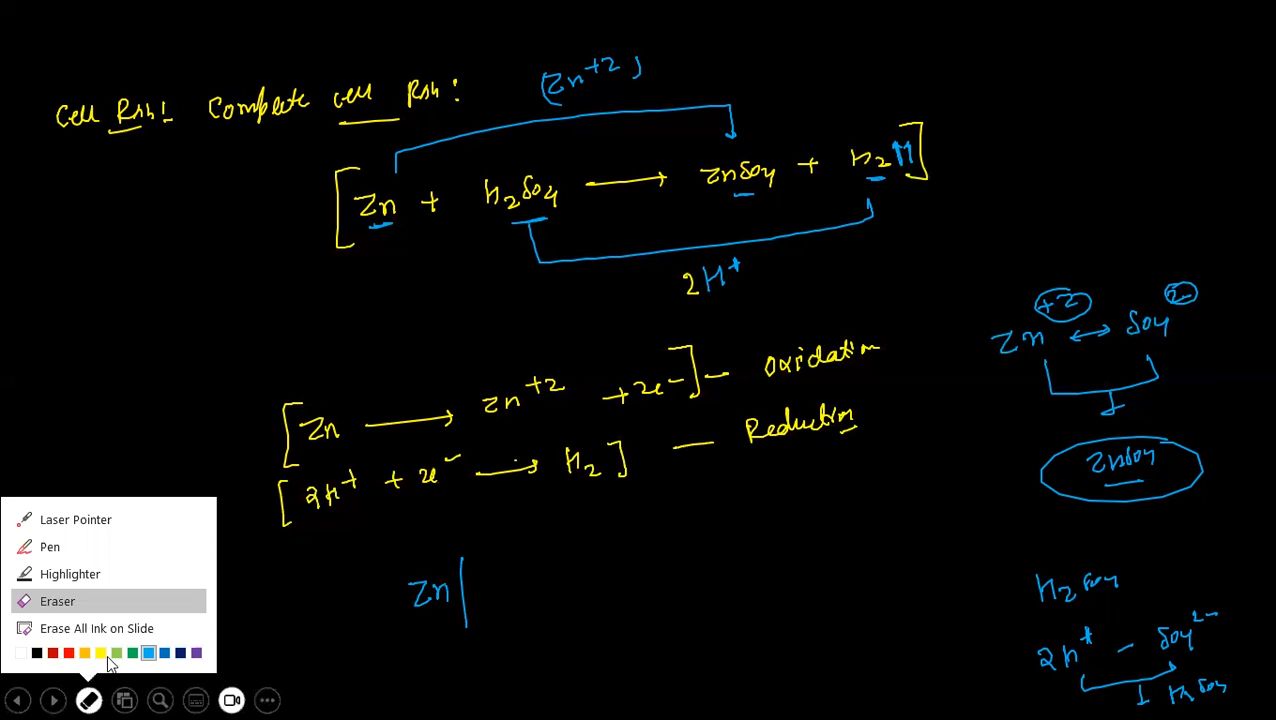 Cell Rxn: Complete cell Rxn:
(Zn+2)
[Zn + H2SO4 → ZnSO4 + H2↑]
2H+
Zn+2 ↔ SO4 2-
[Zn → Zn+2 + 2e-] – Oxidation
[2H+ + 2e- → H2] — Reduction
ZnSO4
Zn|
H2SO4
2H+ – SO4 2-
H2SO4
Laser Pointer
Pen
Highlighter
Eraser
Erase All Ink on Slide